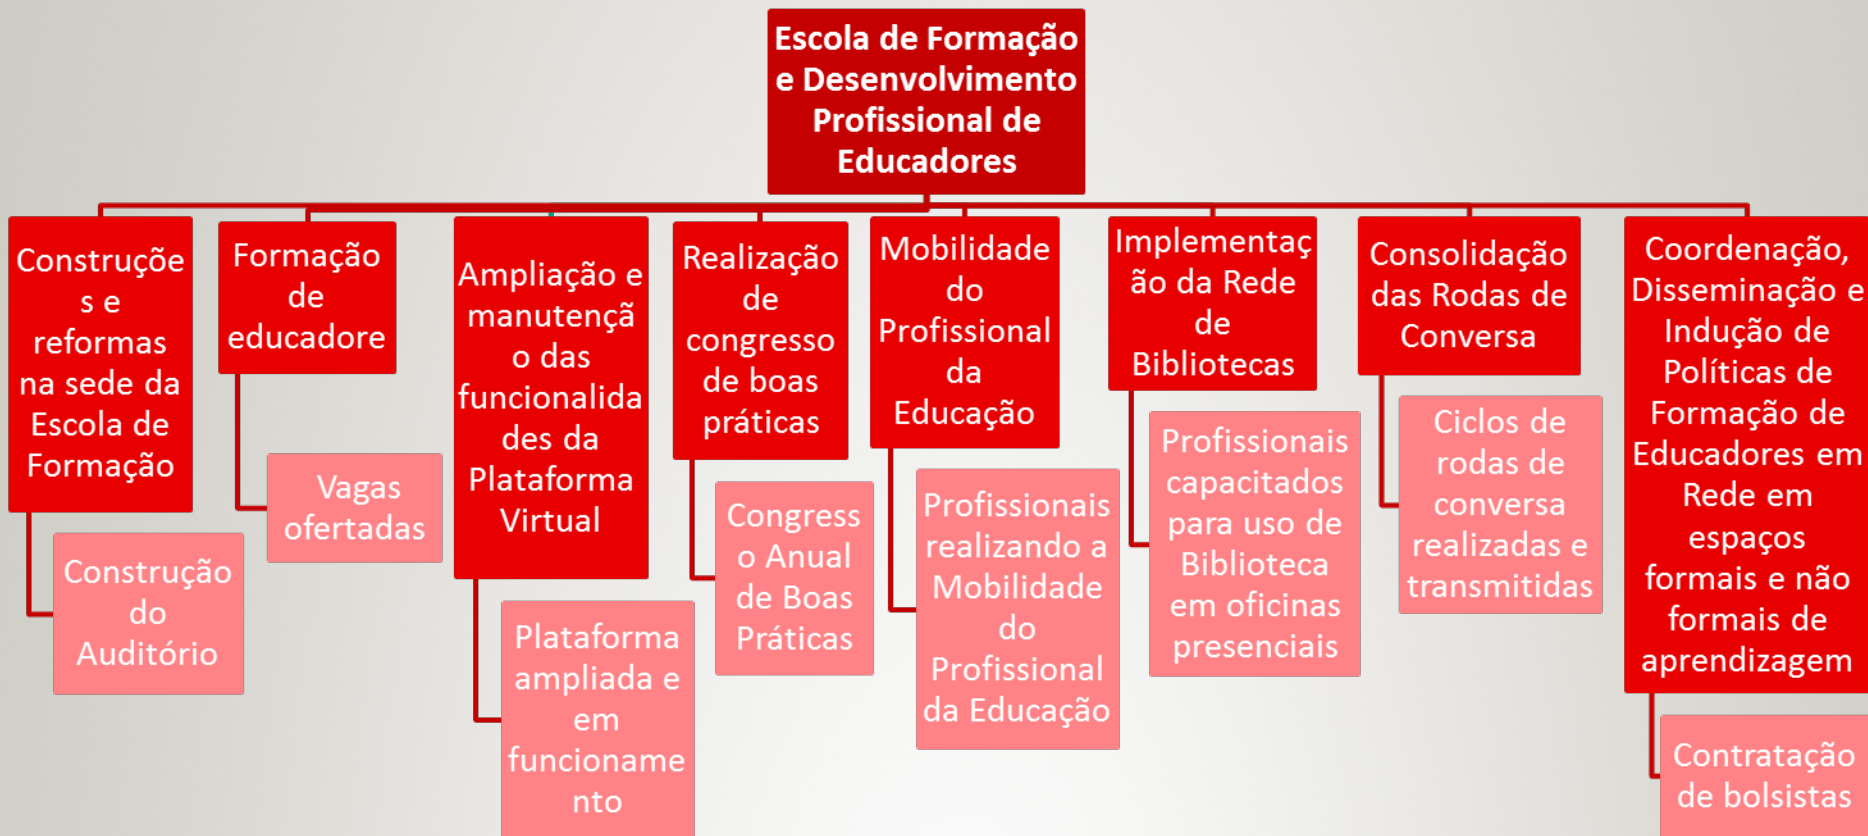 Escola de Formação
e Desenvolvimento
Profissional de
Educadores
Construçõe
s e
reformas
na sede da
Escola de
Formação
Construção
do
Auditório
Formação
de
educadore
Vagas
ofertadas
Ampliação e
manutençã
o das
funcionalida
des da
Plataforma
Virtual
Plataforma
ampliada e
em
funcioname
nto
Realização
de
congresso
de boas
práticas
Congress
o Anual
de Boas
Práticas
Mobilidade
do
Profissional
da
Educação
Profissionais
realizando a
Mobilidade
do
Profissional
da Educação
Implementaç
ão da Rede
de
Bibliotecas
Profissionais
capacitados
para uso de
Biblioteca
em oficinas
presenciais
Consolidação
das Rodas de
Conversa
Ciclos de
rodas de
conversa
realizadas e
transmitidas
Coordenação,
Disseminação e
Indução de
Políticas de
Formação de
Educadores em
Rede em
espaços
formais e não
formais de
aprendizagem
Contratação
de bolsistas